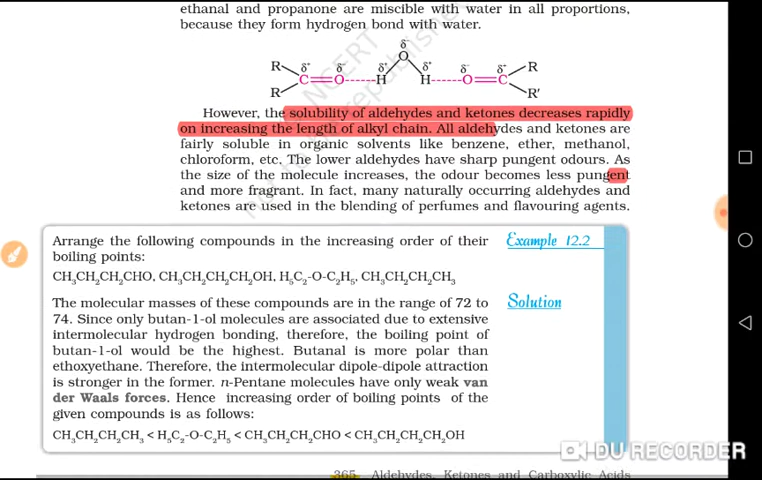 ethanal and propanone are miscible with water in all proportions,
because they form hydrogen bond with water.
δ⁻
R δ⁺ δ⁻ δ⁺ δ⁺ δ⁻ δ⁺ R
C=O------H O H------O=C
R R′
However, the solubility of aldehydes and ketones decreases rapidly
on increasing the length of alkyl chain. All aldehydes and ketones are
fairly soluble in organic solvents like benzene, ether, methanol,
chloroform, etc. The lower aldehydes have sharp pungent odours. As
the size of the molecule increases, the odour becomes less pungent
and more fragrant. In fact, many naturally occurring aldehydes and
ketones are used in the blending of perfumes and flavouring agents.
Arrange the following compounds in the increasing order of their Example 12.2
boiling points:
CH₃CH₂CH₂CHO, CH₃CH₂CH₂CH₂OH, H₅C₂-O-C₂H₅, CH₃CH₂CH₂CH₃
The molecular masses of these compounds are in the range of 72 to Solution
74. Since only butan-1-ol molecules are associated due to extensive
intermolecular hydrogen bonding, therefore, the boiling point of
butan-1-ol would be the highest. Butanal is more polar than
ethoxyethane. Therefore, the intermolecular dipole-dipole attraction
is stronger in the former. n-Pentane molecules have only weak van
der Waals forces. Hence increasing order of boiling points of the
given compounds is as follows:
CH₃CH₂CH₂CH₃ < H₅C₂-O-C₂H₅ < CH₃CH₂CH₂CHO < CH₃CH₂CH₂CH₂OH
DU RECORDER
365 Aldehydes, Ketones and Carboxylic Acids